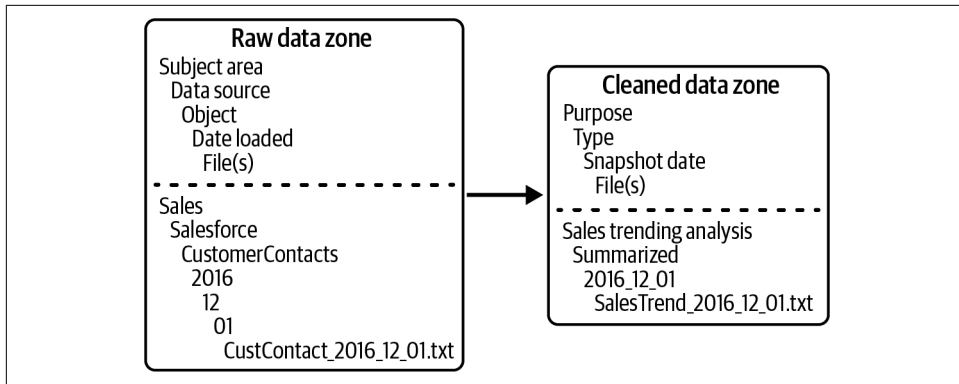 Raw data zone
Subject area
Data source
Object
Date loaded
File(s)
Sales
Salesforce
CustomerContacts
2016
12
01
CustContact_2016_12_01.txt
Cleaned data zone
Purpose
Type
Snapshot date
File(s)
Sales trending analysis
Summarized
2016_12_01
SalesTrend_2016_12_01.txt